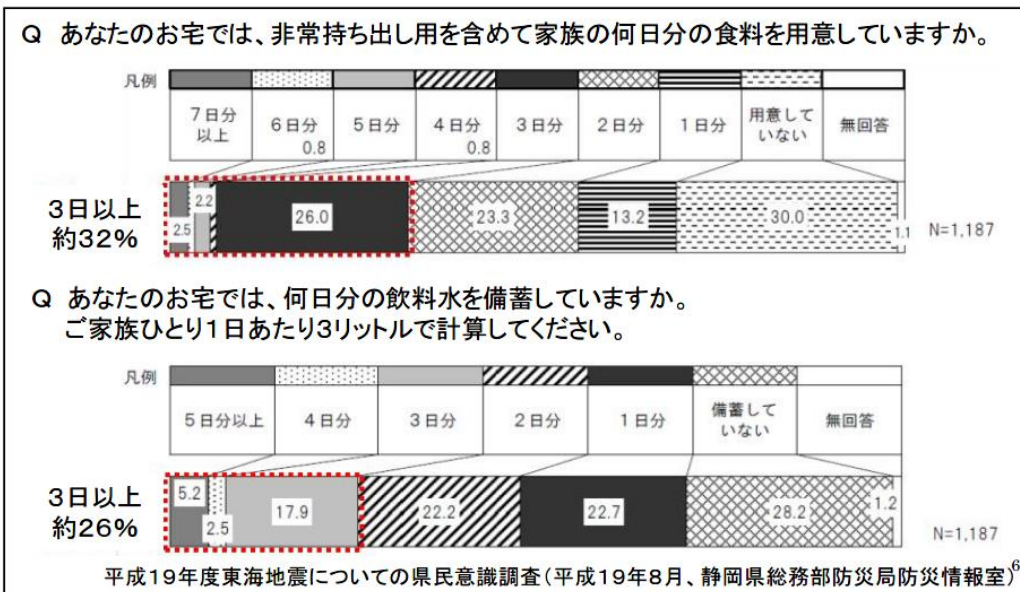 Q あなたのお宅では、非常持ち出し用を含めて家族の何日分の食料を用意していますか。
凡例
7日分以上 6日分 0.8 5日分 4日分 0.8 3日分 2日分 1日分 用意していない 無回答
3日以上
約32%
2.5 2.2 26.0 23.3 13.2 30.0 1.1 N=1,187
Q あなたのお宅では、何日分の飲料水を備蓄していますか。
ご家族ひとり1日あたり3リットルで計算してください。
凡例
5日分以上 4日分 3日分 2日分 1日分 備蓄していない 無回答
3日以上
約26%
5.2 2.5 17.9 22.2 22.7 28.2 1.2 N=1,187
平成19年度東海地震についての県民意識調査(平成19年8月、静岡県総務部防災局防災情報室)
6